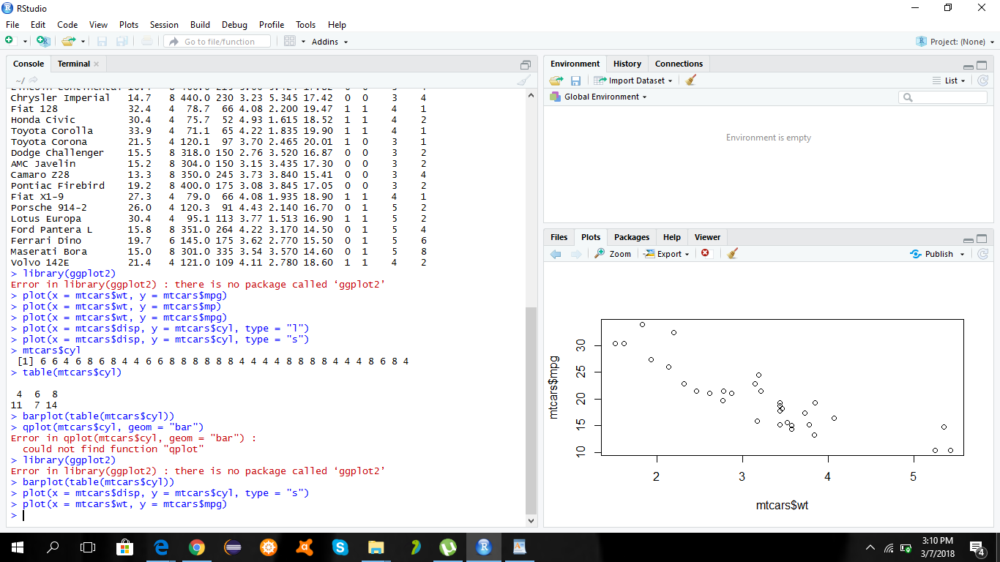 RStudio
File Edit Code View Plots Session Build Debug Profile Tools Help
Go to file/function Addins Project: (None)
Console Terminal
~/
Chrysler Imperial 14.7 8 440.0 230 3.23 5.345 17.42 0 0 3 4
Fiat 128 32.4 4 78.7 66 4.08 2.200 19.47 1 1 4 1
Honda Civic 30.4 4 75.7 52 4.93 1.615 18.52 1 1 4 2
Toyota Corolla 33.9 4 71.1 65 4.22 1.835 19.90 1 1 4 1
Toyota Corona 21.5 4 120.1 97 3.70 2.465 20.01 1 0 3 1
Dodge Challenger 15.5 8 318.0 150 2.76 3.520 16.87 0 0 3 2
AMC Javelin 15.2 8 304.0 150 3.15 3.435 17.30 0 0 3 2
Camaro Z28 13.3 8 350.0 245 3.73 3.840 15.41 0 0 3 4
Pontiac Firebird 19.2 8 400.0 175 3.08 3.845 17.05 0 0 3 2
Fiat X1-9 27.3 4 79.0 66 4.08 1.935 18.90 1 1 4 1
Porsche 914-2 26.0 4 120.3 91 4.43 2.140 16.70 0 1 5 2
Lotus Europa 30.4 4 95.1 113 3.77 1.513 16.90 1 1 5 2
Ford Pantera L 15.8 8 351.0 264 4.22 3.170 14.50 0 1 5 4
Ferrari Dino 19.7 6 145.0 175 3.62 2.770 15.50 0 1 5 6
Maserati Bora 15.0 8 301.0 335 3.54 3.570 14.60 0 1 5 8
Volvo 142E 21.4 4 121.0 109 4.11 2.780 18.60 1 1 4 2
> library(ggplot2)
Error in library(ggplot2) : there is no package called ‘ggplot2’
> plot(x = mtcars$wt, y = mtcars$mpg)
> plot(x = mtcars$wt, y = mtcars$mp)
> plot(x = mtcars$wt, y = mtcars$mpg)
> plot(x = mtcars$disp, y = mtcars$cyl, type = "l")
> plot(x = mtcars$disp, y = mtcars$cyl, type = "s")
> mtcars$cyl
[1] 6 6 4 6 8 6 8 4 4 6 6 8 8 8 8 8 8 4 4 4 4 8 8 8 8 4 4 4 8 6 8 4
> table(mtcars$cyl)
4 6 8
11 7 14
> barplot(table(mtcars$cyl))
> qplot(mtcars$cyl, geom = "bar")
Error in qplot(mtcars$cyl, geom = "bar") :
could not find function "qplot"
> library(ggplot2)
Error in library(ggplot2) : there is no package called ‘ggplot2’
> barplot(table(mtcars$cyl))
> plot(x = mtcars$disp, y = mtcars$cyl, type = "s")
> plot(x = mtcars$wt, y = mtcars$mpg)
>
Environment History Connections
Import Dataset List
Global Environment
Environment is empty
Files Plots Packages Help Viewer
Zoom Export Publish
mtcars$mpg
30
25
20
15
10
2 3 4 5
mtcars$wt
3:10 PM
3/7/2018
4